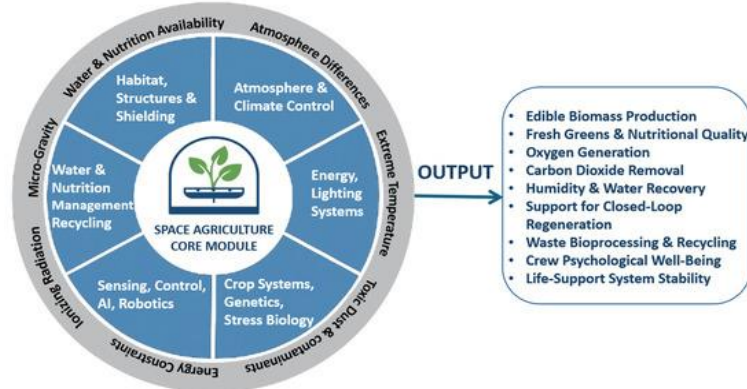 Water & Nutrition Availability
Atmosphere Differences
Extreme Temperature
Toxic Dust & contaminants
Energy Constraints
Ionizing Radiation
Micro-Gravity
Habitat,
Structures &
Shielding
Atmosphere &
Climate Control
Water &
Nutrition
Management
Recycling
Energy,
Lighting
Systems
SPACE AGRICULTURE
CORE MODULE
Sensing, Control,
AI, Robotics
Crop Systems,
Genetics,
Stress Biology
OUTPUT
• Edible Biomass Production
• Fresh Greens & Nutritional Quality
• Oxygen Generation
• Carbon Dioxide Removal
• Humidity & Water Recovery
• Support for Closed-Loop
Regeneration
• Waste Bioprocessing & Recycling
• Crew Psychological Well-Being
• Life-Support System Stability